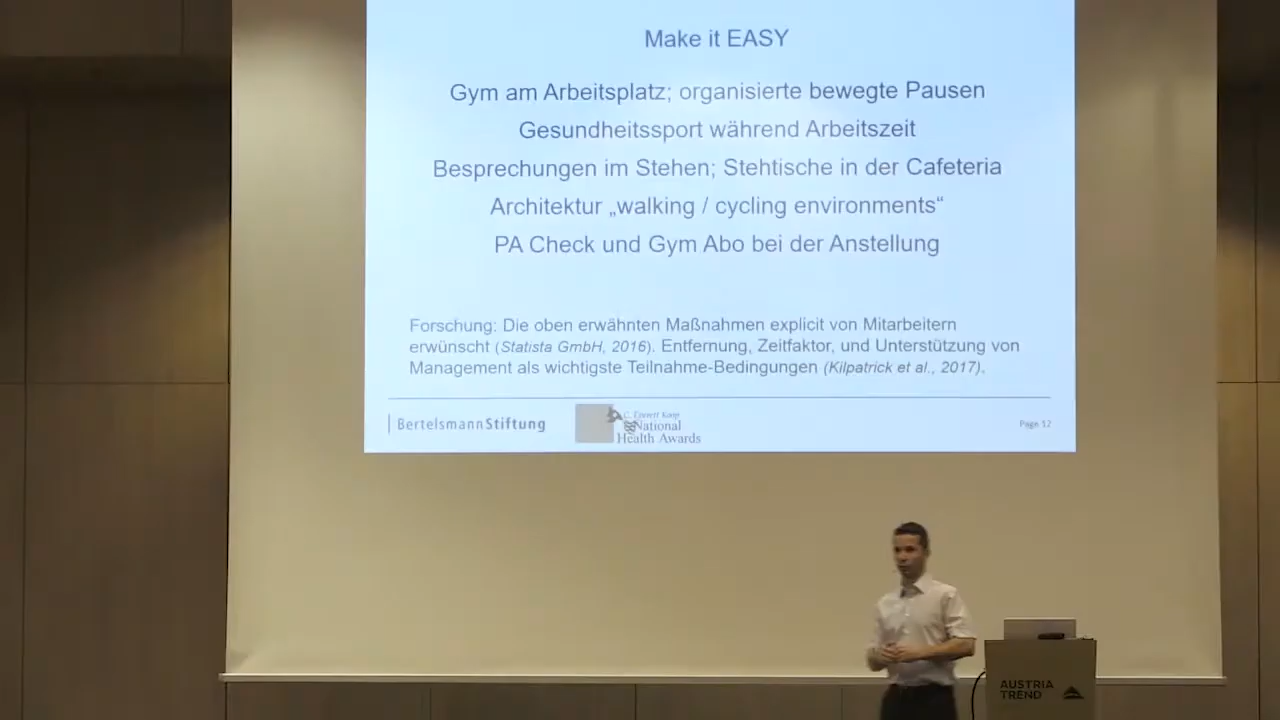 Make it EASY
Gym am Arbeitsplatz; organisierte bewegte Pausen
Gesundheitssport während Arbeitszeit
Besprechungen im Stehen; Stehtische in der Cafeteria
Architektur „walking / cycling environments“
PA Check und Gym Abo bei der Anstellung
Forschung: Die oben erwähnten Maßnahmen explicit von Mitarbeitern
erwünscht (Statista GmbH, 2016). Entfernung, Zeitfaktor, und Unterstützung von
Management als wichtigste Teilnahme-Bedingungen (Kilpatrick et al., 2017).
BertelsmannStiftung
C. Everett Koop
National
Health Awards
Page 12
AUSTRIA
TREND